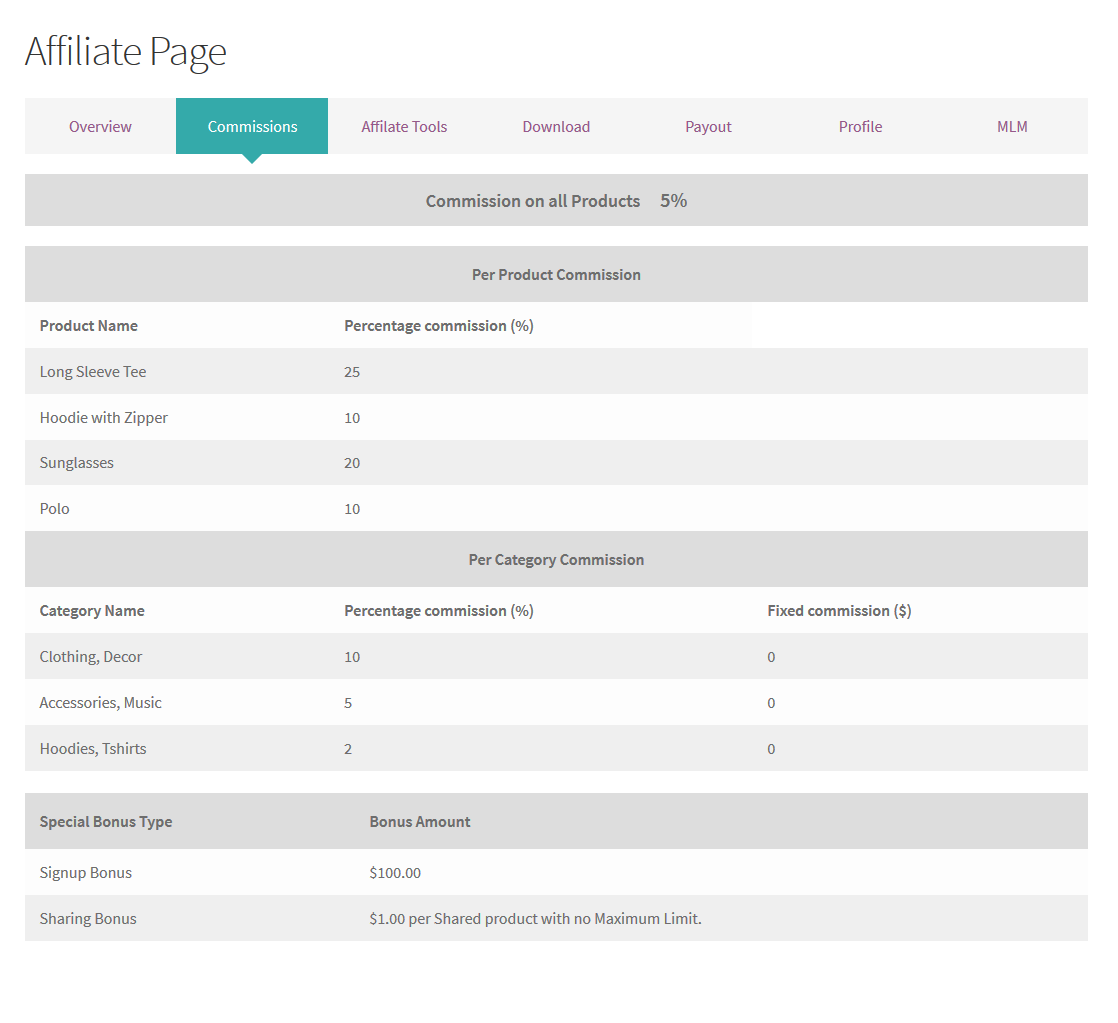 Affiliate Page
Overview Commissions Affilate Tools Download Payout Profile MLM
Commission on all Products 5%
Per Product Commission
Product Name Percentage commission (%)
Long Sleeve Tee 25
Hoodie with Zipper 10
Sunglasses 20
Polo 10
Per Category Commission
Category Name Percentage commission (%) Fixed commission ($)
Clothing, Decor 10 0
Accessories, Music 5 0
Hoodies, Tshirts 2 0
Special Bonus Type Bonus Amount
Signup Bonus $100.00
Sharing Bonus $1.00 per Shared product with no Maximum Limit.